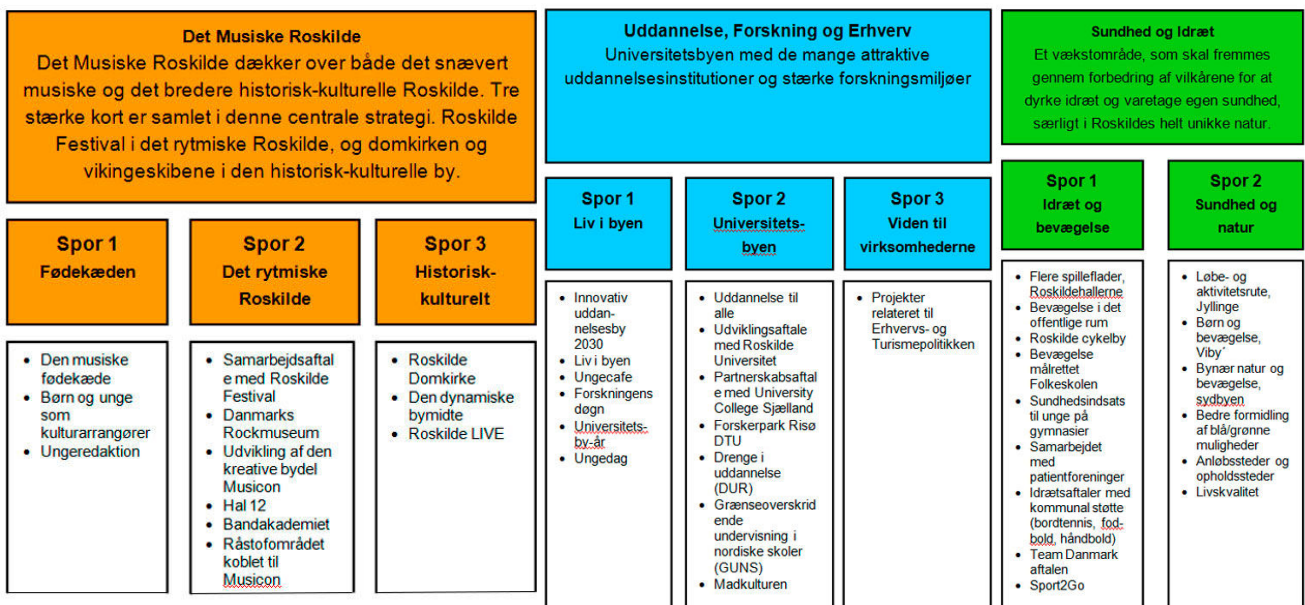 Det Musiske Roskilde
Det Musiske Roskilde dækker over både det snævert
musiske og det bredere historisk-kulturelle Roskilde. Tre
stærke kort er samlet i denne centrale strategi. Roskilde
Festival i det rytmiske Roskilde, og domkirken og
vikingeskibene i den historisk-kulturelle by.
Spor 1
Fødekæden
• Den musiske
fødekæde
• Børn og unge
som
kulturarrangører
• Ungeredaktion
Spor 2
Det rytmiske
Roskilde
• Samarbejdsaftal
e med Roskilde
Festival
• Danmarks
Rockmuseum
• Udvikling af den
kreative bydel
Musicon
• Hal 12
• Bandakademiet
• Råstofområdet
koblet til
Musicon
Spor 3
Historisk-
kulturelt
• Roskilde
Domkirke
• Den dynamiske
bymidte
• Roskilde LIVE
Uddannelse, Forskning og Erhverv
Universitetsbyen med de mange attraktive
uddannelsesinstitutioner og stærke forskningsmiljøer
Spor 1
Liv i byen
• Innovativ
uddan-
nelsesby
2030
• Liv i byen
• Ungecafe
• Forskningens
døgn
• Universitets-
by-år
• Ungedag
Spor 2
Universitets-
byen
• Uddannelse til
alle
• Udviklingsaftale
med Roskilde
Universitet
• Partnerskabsaftal
e med University
College Sjælland
• Forskerpark Risø
DTU
• Drenge i
uddannelse
(DUR)
• Grænseoverskrid
ende
undervisning i
nordiske skoler
(GUNS)
• Madkulturen
Spor 3
Viden til
virksomhederne
• Projekter
relateret til
Erhvervs- og
Turismepolitikken
Sundhed og Idræt
Et vækstområde, som skal fremmes
gennem forbedring af vilkårene for at
dyrke idræt og varetage egen sundhed,
særligt i Roskildes helt unikke natur.
Spor 1
Idræt og
bevægelse
• Flere spilleflader,
Roskildehallerne
• Bevægelse i det
offentlige rum
• Roskilde cykelby
• Bevægelse
målrettet
Folkeskolen
• Sundhedsindsats
til unge på
gymnasier
• Samarbejdet
med
patientforeninger
• Idrætsaftaler med
kommunal støtte
(bordtennis, fod-
bold, håndbold)
• Team Danmark
aftalen
• Sport2Go
Spor 2
Sundhed og
natur
• Løbe- og
aktivitetsrute,
Jyllinge
• Børn og
bevægelse,
Viby´
• Bynær natur og
bevægelse,
sydbyen
• Bedre formidling
af blå/grønne
muligheder
• Anløbssteder og
opholdssteder
• Livskvalitet